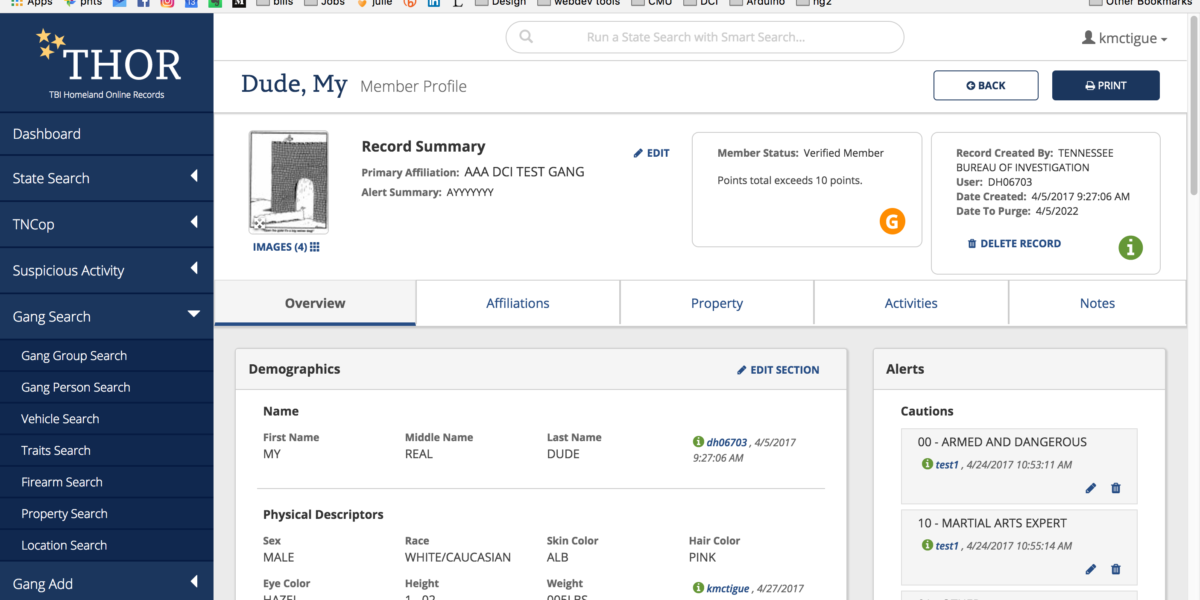 Apps
phts
bills
Jobs
julie
Design
webdev tools
CMU
DCI
Arduino
ng2
Other Bookmarks
THOR
TBI Homeland Online Records
Run a State Search with Smart Search...
kmctigue
Dude, My Member Profile
BACK
PRINT
Dashboard
State Search
TNCop
Suspicious Activity
Gang Search
Gang Group Search
Gang Person Search
Vehicle Search
Traits Search
Firearm Search
Property Search
Location Search
Gang Add
IMAGES (4)
Record Summary
EDIT
Primary Affiliation: AAA DCI TEST GANG
Alert Summary: AYYYYYY
Member Status: Verified Member
Points total exceeds 10 points.
G
Record Created By: TENNESSEE
BUREAU OF INVESTIGATION
User: DH06703
Date Created: 4/5/2017 9:27:06 AM
Date To Purge: 4/5/2022
DELETE RECORD
Overview
Affiliations
Property
Activities
Notes
Demographics
EDIT SECTION
Name
First Name Middle Name Last Name
MY REAL DUDE
dh06703 , 4/5/2017
9:27:06 AM
Physical Descriptors
Sex Race Skin Color Hair Color
MALE WHITE/CAUCASIAN ALB PINK
Eye Color Height Weight
HAZEL 1 02 005LBS
kmctigue , 4/27/2017
Alerts
Cautions
00 - ARMED AND DANGEROUS
test1 , 4/24/2017 10:53:11 AM
10 - MARTIAL ARTS EXPERT
test1 , 4/24/2017 10:55:14 AM